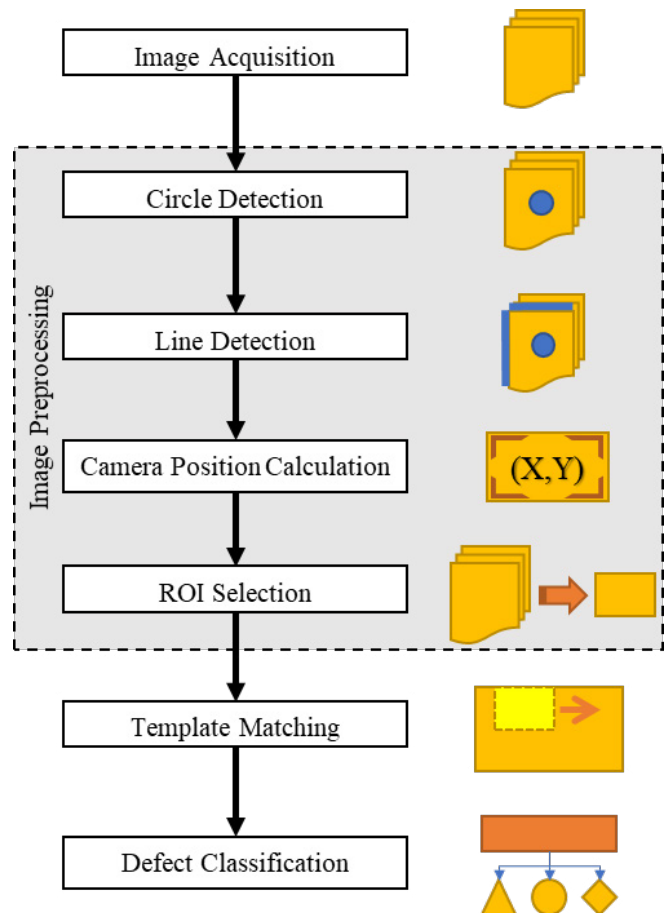 Image Acquisition
Image Preprocessing
Circle Detection
Line Detection
Camera Position Calculation
(X,Y)
ROI Selection
Template Matching
Defect Classification